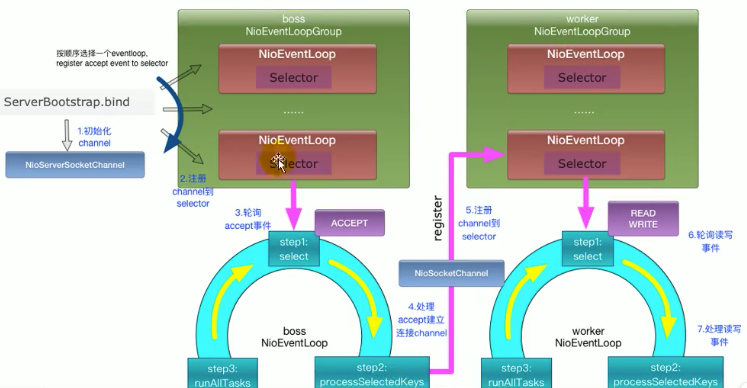 boss
NioEventLoopGroup
worker
NioEventLoopGroup
按顺序选择一个eventloop,
register accept event to selector
NioEventLoop
Selector
NioEventLoop
Selector
ServerBootstrap.bind
......
......
1.初始化
channel
NioEventLoop
Selector
NioEventLoop
Selector
NioServerSocketChannel
2.注册
channel到
selector
3.轮询
accept事件
ACCEPT
register
5.注册
channel到
selector
READ
WRITE
6.轮询读写
事件
step1:
select
step1:
select
NioSocketChannel
4.处理
accept建立
连接channel
boss
NioEventLoop
worker
NioEventLoop
7.处理读写
事件
step3:
runAllTasks
step2:
processSelectedKeys
step3:
runAllTasks
step2:
processSelectedKeys